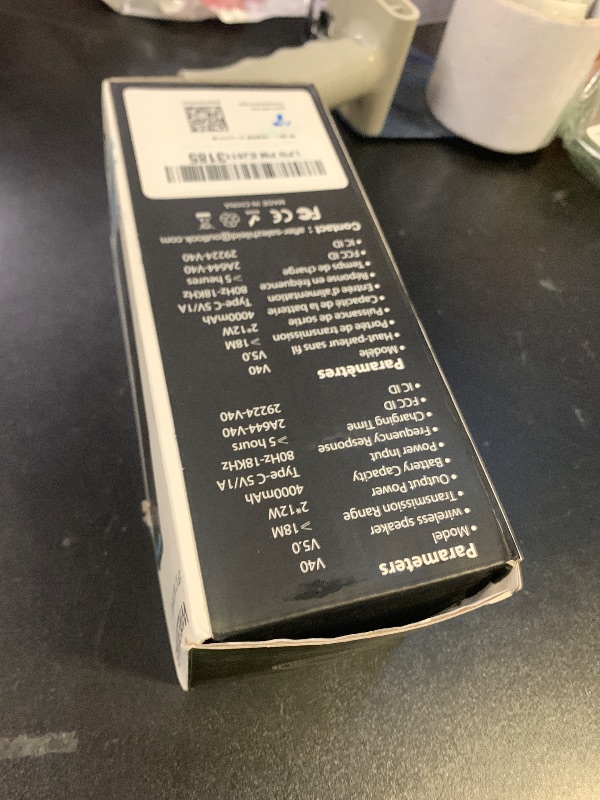 Parameters
• Model V40
• wireless speaker V5.0
• Transmission Range >18M
• Output Power 2*12W
• Battery Capacity 4000mAh
• Power Input Type-C 5V/1A
• Frequency Response 80Hz-18KHz
• Charging Time >5 hours
• FCC ID 2A644-V40
• IC ID 29224-V40
Paramètres
• Modèle V40
• Haut-parleur sans fil V5.0
• Portée de transmission >18M
• Puissance de sortie 2*12W
• Capacité de la batterie 4000mAh
• Entrée d'alimentation Type-C 5V/1A
• Réponse en fréquence 80Hz-18KHz
• Temps de charge >5 heures
• FCC ID 2A644-V40
• IC ID 29224-V40
Contact :
FC CE
MADE IN CHINA
3185